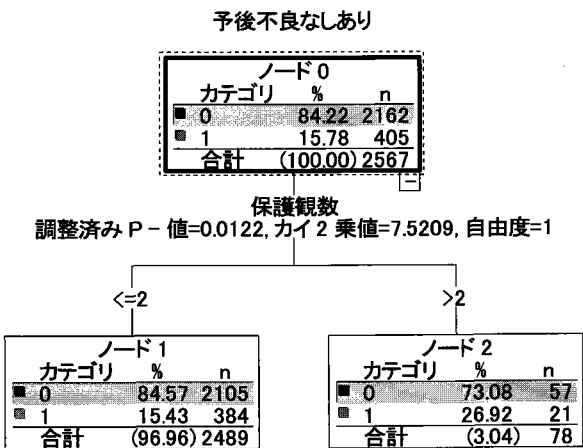 予後不良なしあり
ノード 0
カテゴリ % n
0 84.22 2162
1 15.78 405
合計 (100.00) 2567
保護観数
調整済み P - 値=0.0122, カイ 2 乗値=7.5209, 自由度=1
<=2 >2
ノード 1
カテゴリ % n
0 84.57 2105
1 15.43 384
合計 (96.96) 2489
ノード 2
カテゴリ % n
0 73.08 57
1 26.92 21
合計 (3.04) 78